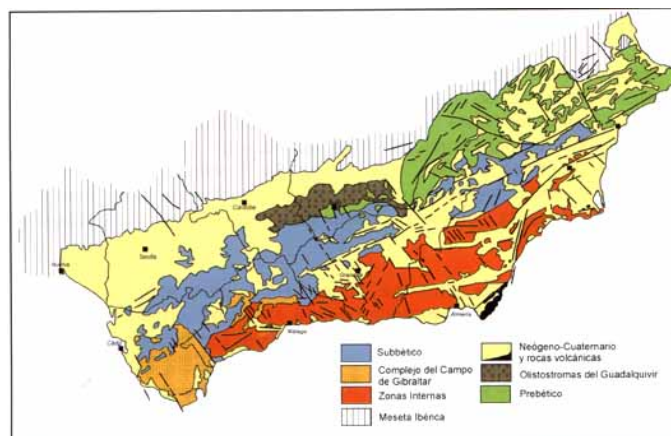 Córdoba
Huelva
Sevilla
Granada
Cádiz
Málaga
Almería
Subbético
Complejo del Campo
de Gibraltar
Zonas Internas
Meseta Ibérica
Neógeno-Cuaternario
y rocas volcánicas
Olistostromas del Guadalquivir
Prebético